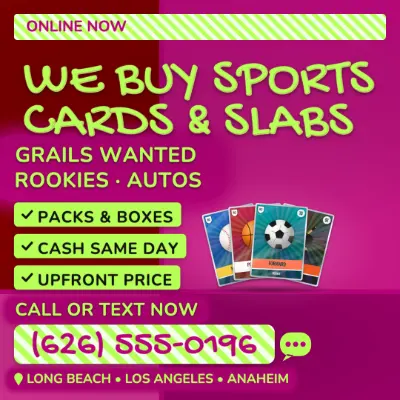 ONLINE NOW
WE BUY SPORTS
CARDS & SLABS
GRAILS WANTED
ROOKIES · AUTOS
PACKS & BOXES
CASH SAME DAY
UPFRONT PRICE
CALL OR TEXT NOW
(626) 555-0196
LONG BEACH • LOS ANGELES • ANAHEIM